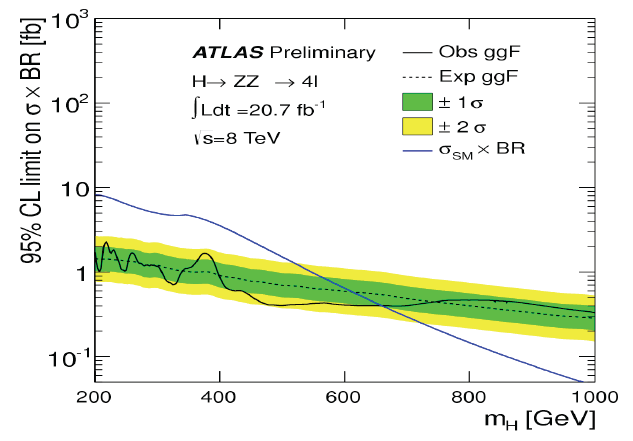 95% CL limit on σ × BR [fb]
10³
10²
10
1
10⁻¹
ATLAS Preliminary
H→ ZZ → 4l
∫Ldt =20.7 fb⁻¹
√s=8 TeV
Obs ggF
Exp ggF
± 1σ
± 2 σ
σSM × BR
200 400 600 800 1000
mH [GeV]